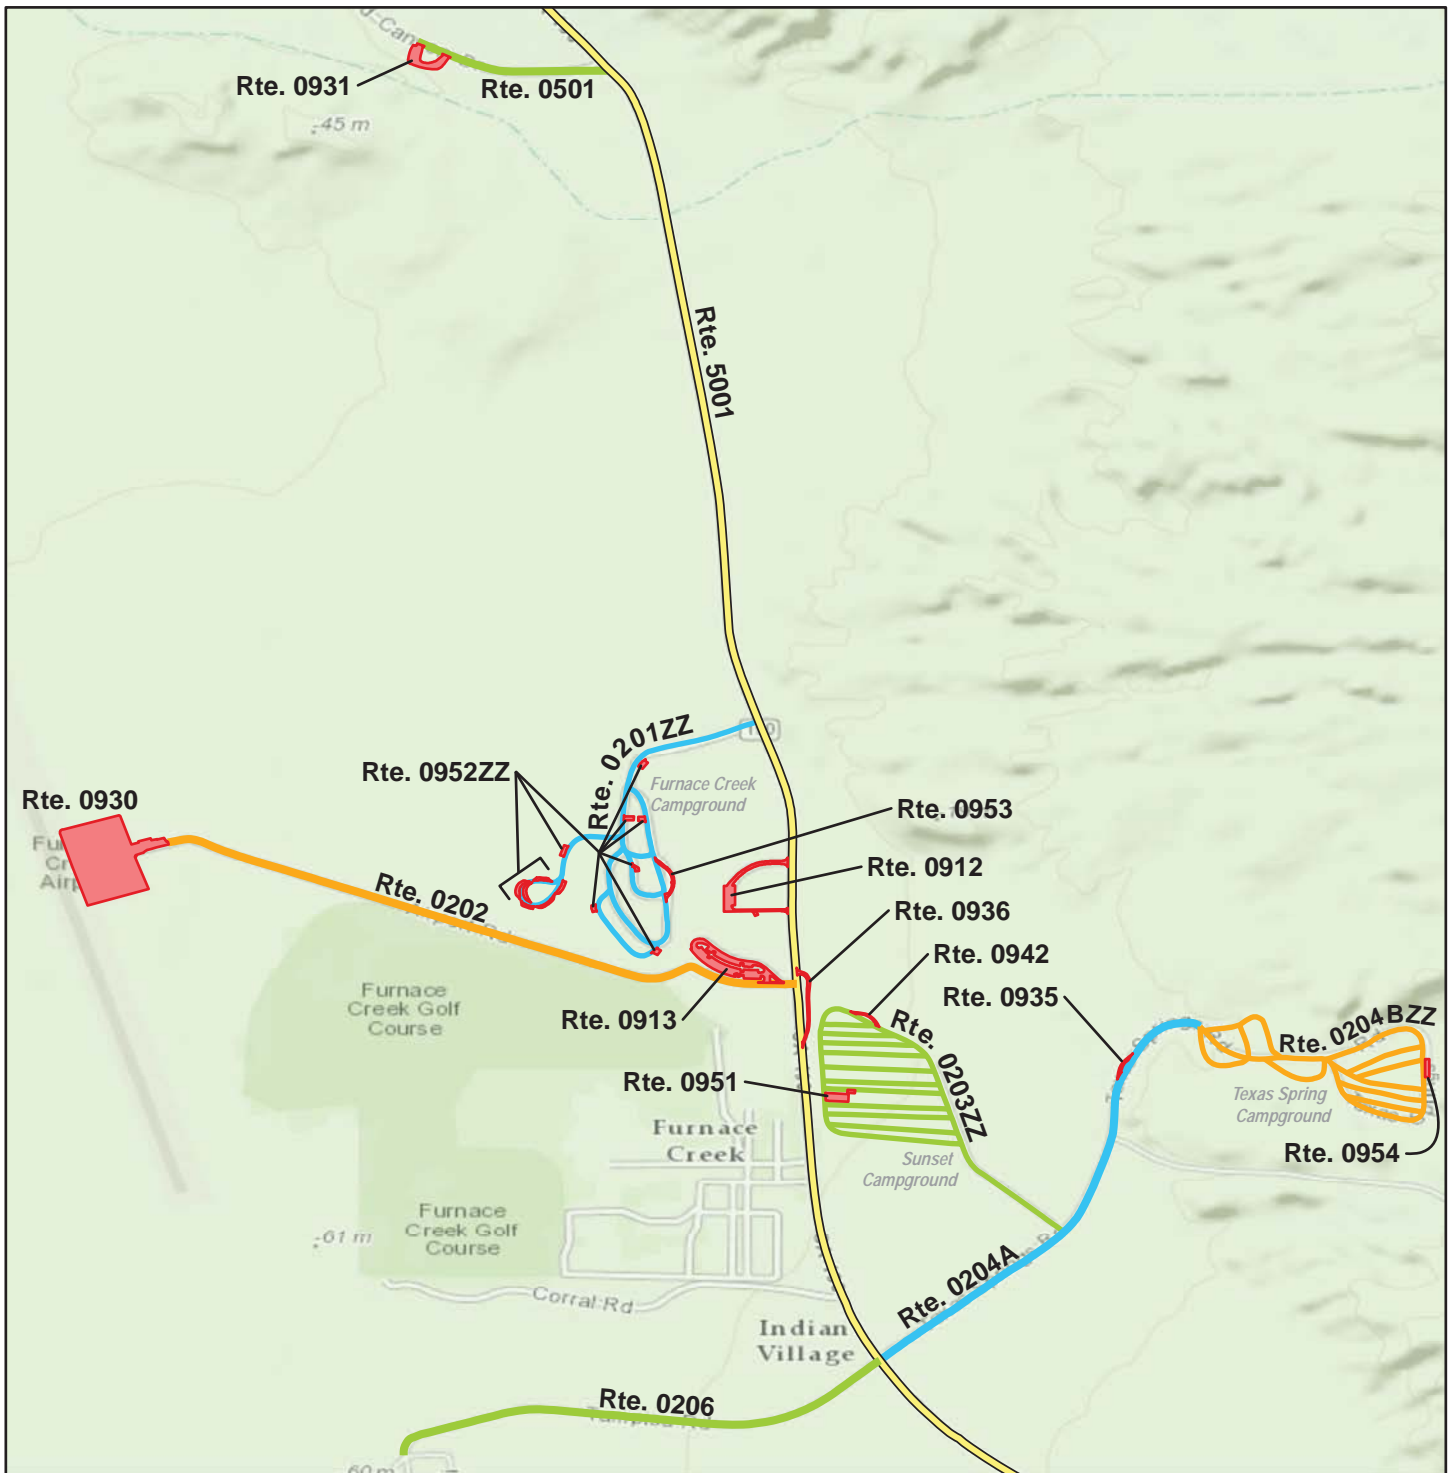 Rte. 0931
Rte. 0501
-45 m
Rte. 5001
Rte. 0201ZZ
Rte. 0952ZZ
Furnace Creek
Campground
Rte. 0930
Rte. 0953
Rte. 0912
Rte. 0202
Rte. 0936
Rte. 0942
Rte. 0935
Furnace
Creek Golf
Course
Rte. 0913
Rte. 0203ZZ
Rte. 0204BZZ
Rte. 0951
Texas Spring
Campground
Furnace
Creek
Rte. 0954
Sunset
Campground
Furnace
Creek Golf
Course
-61 m
Rte. 0204A
Corral Rd
Indian
Village
Rte. 0206